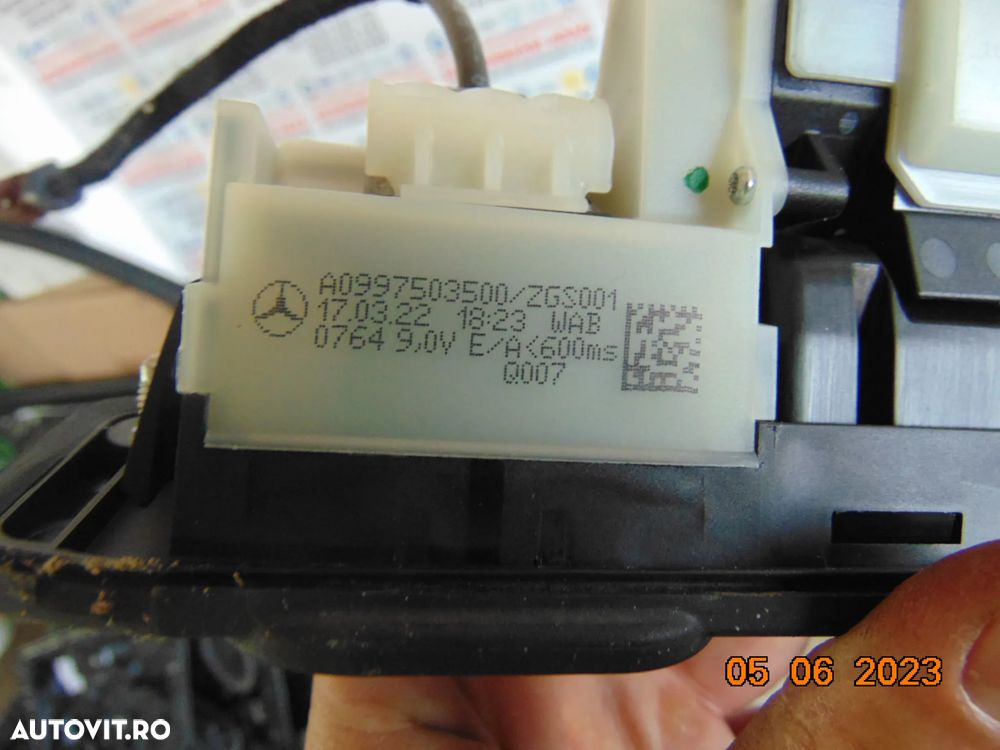 A0997503500/ZGS001
17.03.22 18:23 WAB
0764 9,0V E/A<600ms
Q007
05 06 2023
AUTOVIT.RO